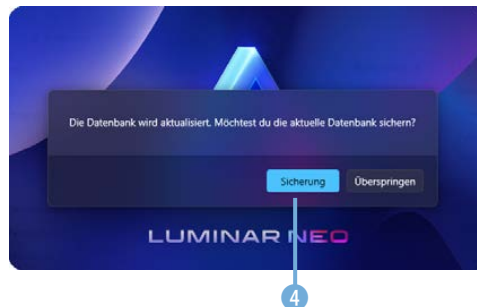 Die Datenbank wird aktualisiert. Möchtest du die aktuelle Datenbank sichern?
Sicherung Überspringen
LUMINAR NEO
4